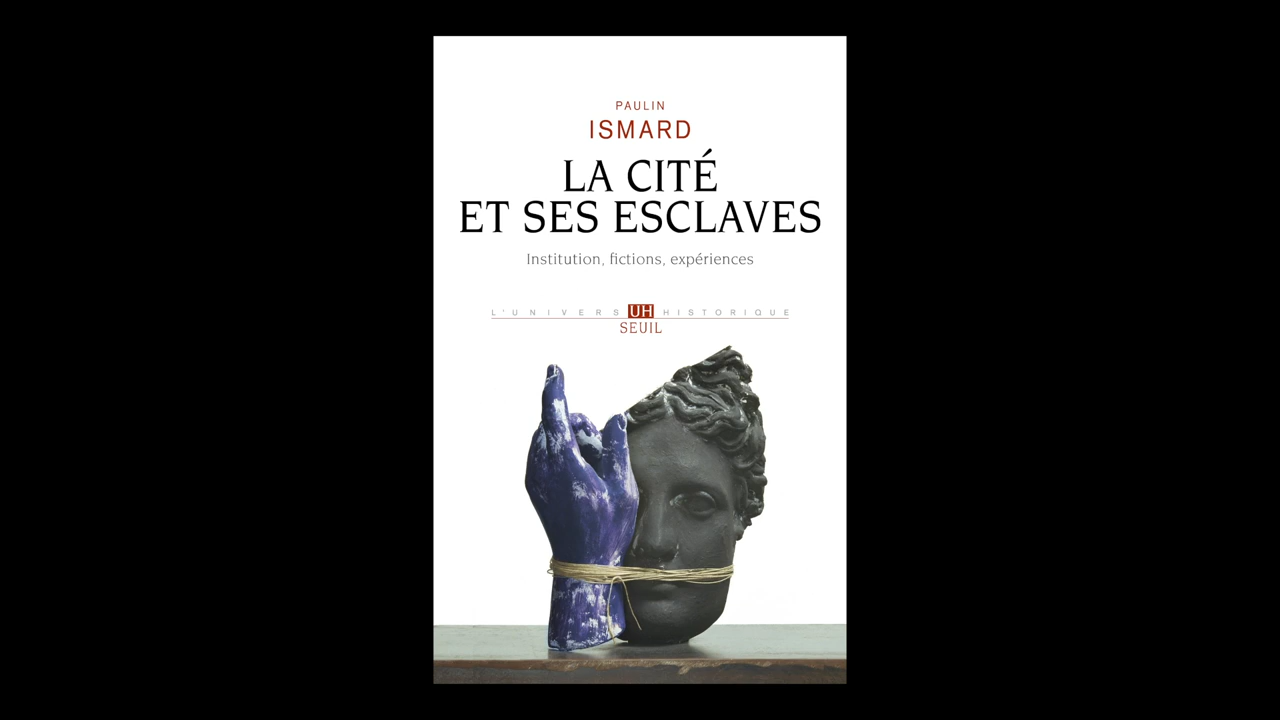 PAULIN
ISMARD
LA CITÉ
ET SES ESCLAVES
Institution, fictions, expériences
L'UNIVERS UH HISTORIQUE
SEUIL